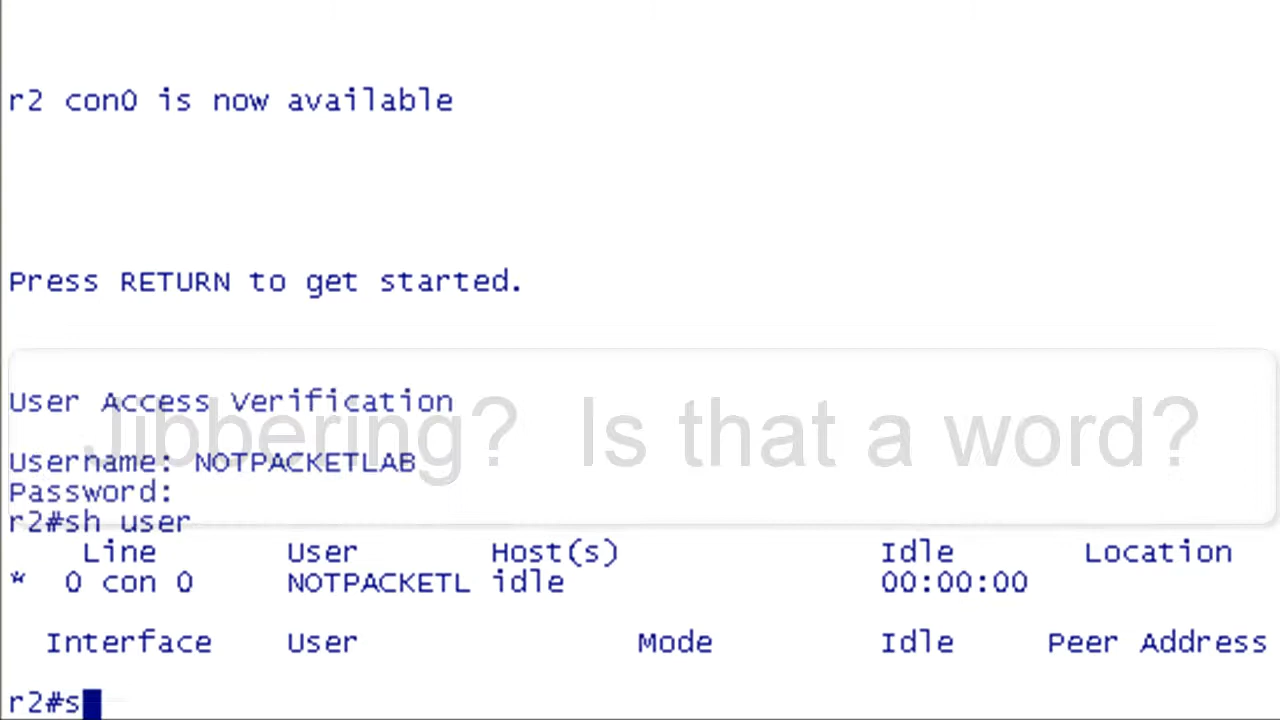 r2 con0 is now available
Press RETURN to get started.
User Access Verification
Jibbering? Is that a word?
Username: NOTPACKETLAB
Password:
r2#sh user
Line User Host(s) Idle Location
* 0 con 0 NOTPACKETL idle 00:00:00
Interface User Mode Idle Peer Address
r2#s